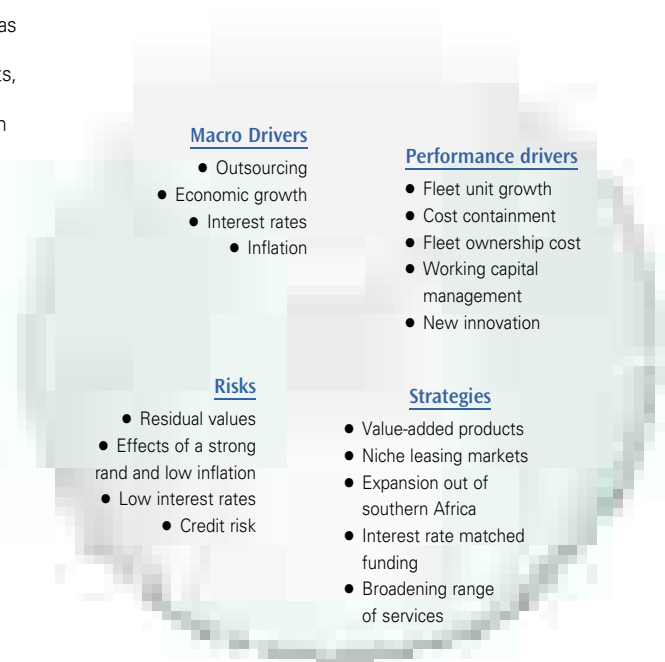 as
ts,
n
Macro Drivers
● Outsourcing
● Economic growth
● Interest rates
● Inflation
Performance drivers
● Fleet unit growth
● Cost containment
● Fleet ownership cost
● Working capital
management
● New innovation
Risks
● Residual values
● Effects of a strong
rand and low inflation
● Low interest rates
● Credit risk
Strategies
● Value-added products
● Niche leasing markets
● Expansion out of
southern Africa
● Interest rate matched
funding
● Broadening range
of services